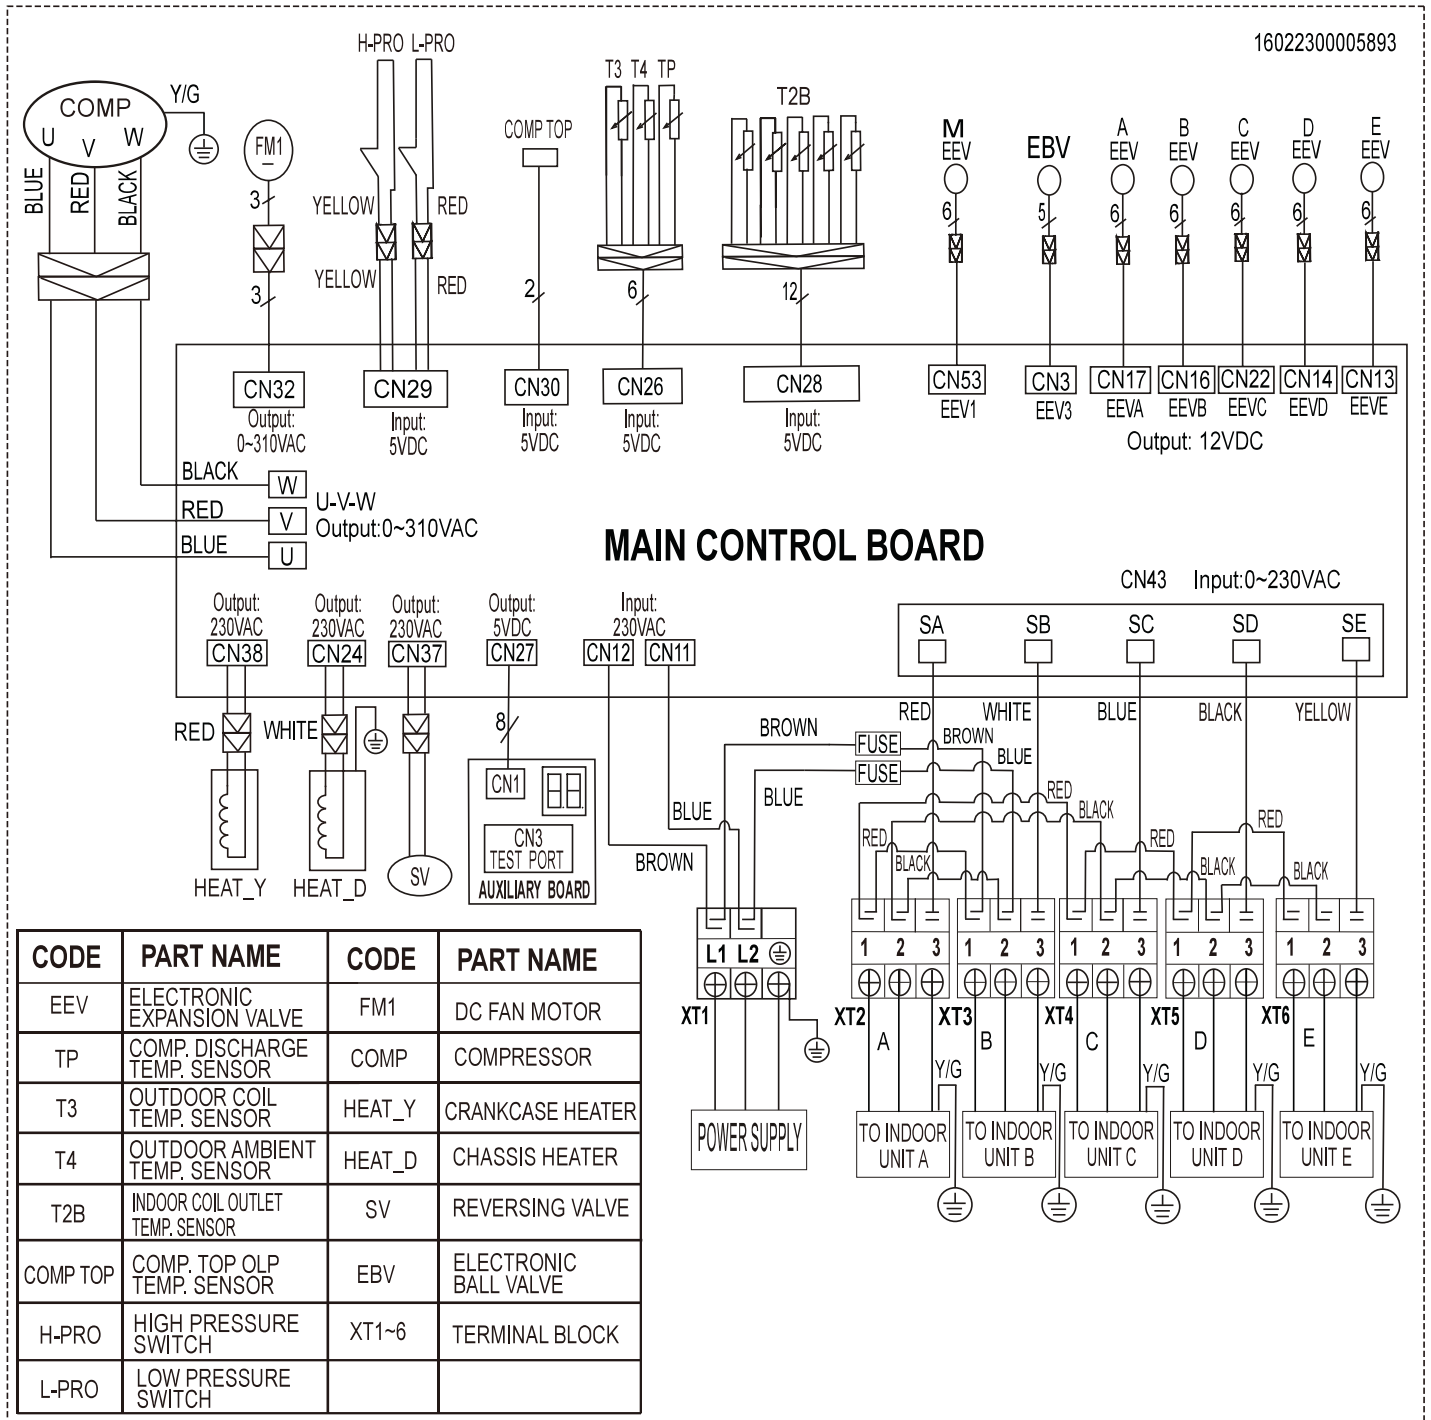 16022300005893
H-PRO L-PRO
T3 T4 TP
T2B
COMP
U V W
Y/G
FM1
COMP TOP
M
EEV
EBV
A
EEV
B
EEV
C
EEV
D
EEV
E
EEV
BLUE
RED
BLACK
3
YELLOW
RED
6
5
6
6
6
6
6
3
YELLOW
RED
2
6
12
CN32
Output:
0~310VAC
CN29
Input:
5VDC
CN30
Input:
5VDC
CN26
Input:
5VDC
CN28
Input:
5VDC
CN53
EEV1
CN3
EEV3
CN17
EEVA
CN16
EEVB
CN22
EEVC
CN14
EEVD
CN13
EEVE
Output: 12VDC
BLACK
W
RED
V
BLUE
U
U-V-W
Output:0~310VAC
MAIN CONTROL BOARD
CN43 Input:0~230VAC
SA SB SC SD SE
Output:
230VAC
CN38
Output:
230VAC
CN24
Output:
230VAC
CN37
Output:
5VDC
CN27
Input:
230VAC
CN12 CN11
RED
WHITE
8
CN1
CN3
TEST PORT
AUXILIARY BOARD
HEAT_Y
HEAT_D
SV
RED WHITE BLUE BLACK YELLOW
BROWN
FUSE
BROWN
FUSE
BLUE
BLUE
BLUE
BROWN
RED
BLACK
RED
BLACK
RED
BLACK
RED
BLACK
L1 L2
XT1
POWER SUPPLY
1 2 3
1 2 3
1 2 3
1 2 3
1 2 3
XT2 XT3 XT4 XT5 XT6
A B C D E
Y/G Y/G Y/G Y/G Y/G
TO INDOOR
UNIT A
TO INDOOR
UNIT B
TO INDOOR
UNIT C
TO INDOOR
UNIT D
TO INDOOR
UNIT E
CODE PART NAME CODE PART NAME
EEV ELECTRONIC
EXPANSION VALVE
FM1 DC FAN MOTOR
TP COMP. DISCHARGE
TEMP. SENSOR
COMP COMPRESSOR
T3 OUTDOOR COIL
TEMP. SENSOR
HEAT_Y CRANKCASE HEATER
T4 OUTDOOR AMBIENT
TEMP. SENSOR
HEAT_D CHASSIS HEATER
T2B INDOOR COIL OUTLET
TEMP. SENSOR
SV REVERSING VALVE
COMP TOP COMP. TOP OLP
TEMP. SENSOR
EBV ELECTRONIC
BALL VALVE
H-PRO HIGH PRESSURE
SWITCH
XT1~6 TERMINAL BLOCK
L-PRO LOW PRESSURE
SWITCH